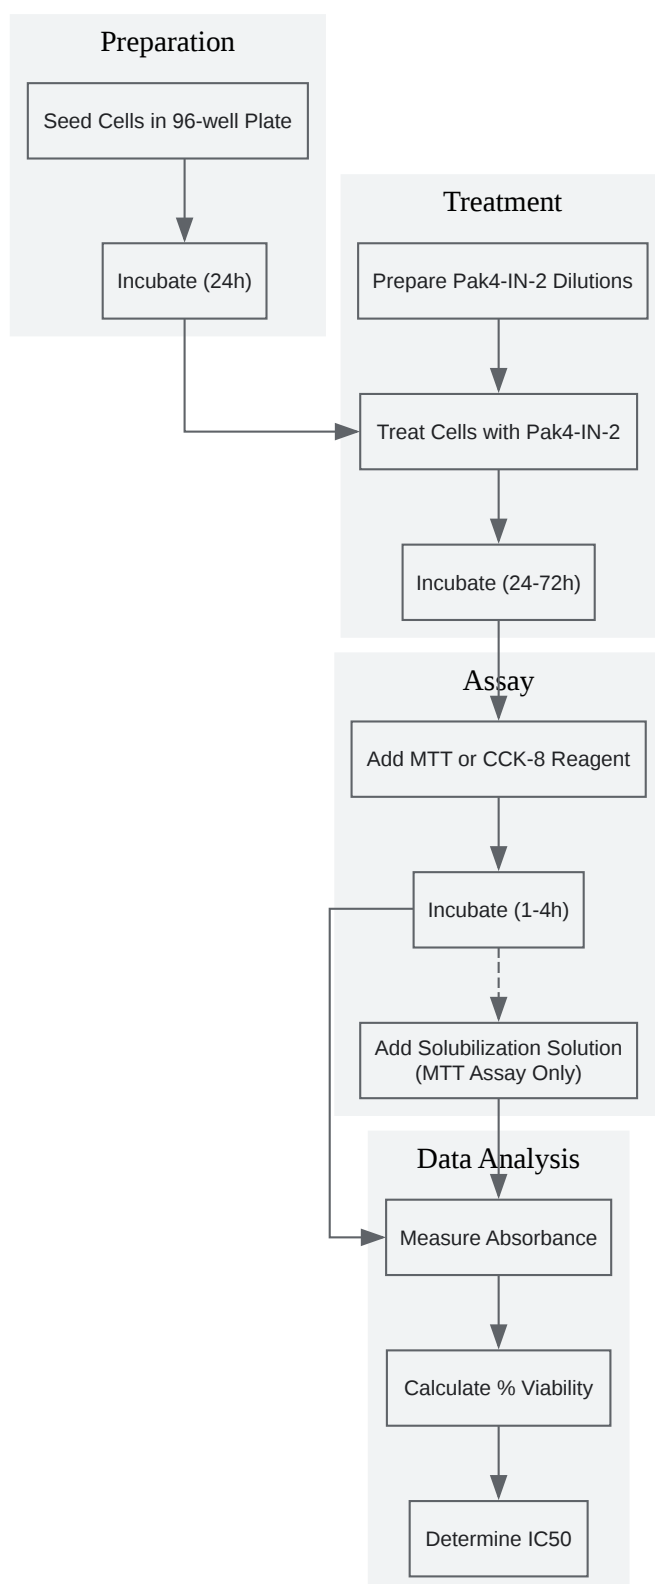 Preparation
Seed Cells in 96-well Plate
Incubate (24h)
Treatment
Prepare Pak4-IN-2 Dilutions
Treat Cells with Pak4-IN-2
Incubate (24-72h)
Assay
Add MTT or CCK-8 Reagent
Incubate (1-4h)
Add Solubilization Solution
(MTT Assay Only)
Data Analysis
Measure Absorbance
Calculate % Viability
Determine IC50